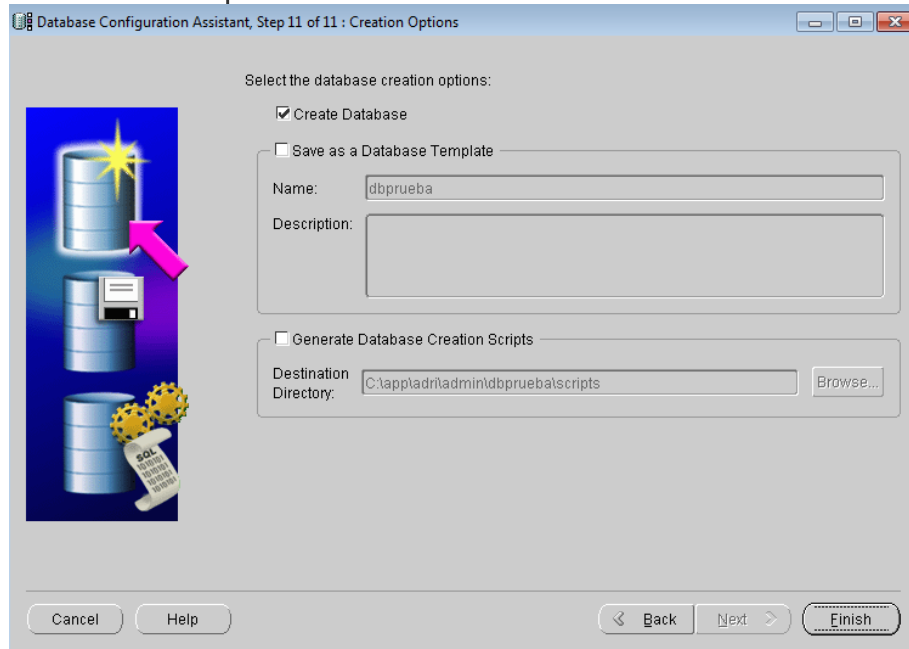 Database Configuration Assistant, Step 11 of 11 : Creation Options
Select the database creation options:
Create Database
Save as a Database Template
Name: dbprueba
Description:
Generate Database Creation Scripts
Destination
Directory: C:\app\adri\admin\dbprueba\scripts Browse...
SQL
Cancel Help Back Next Finish